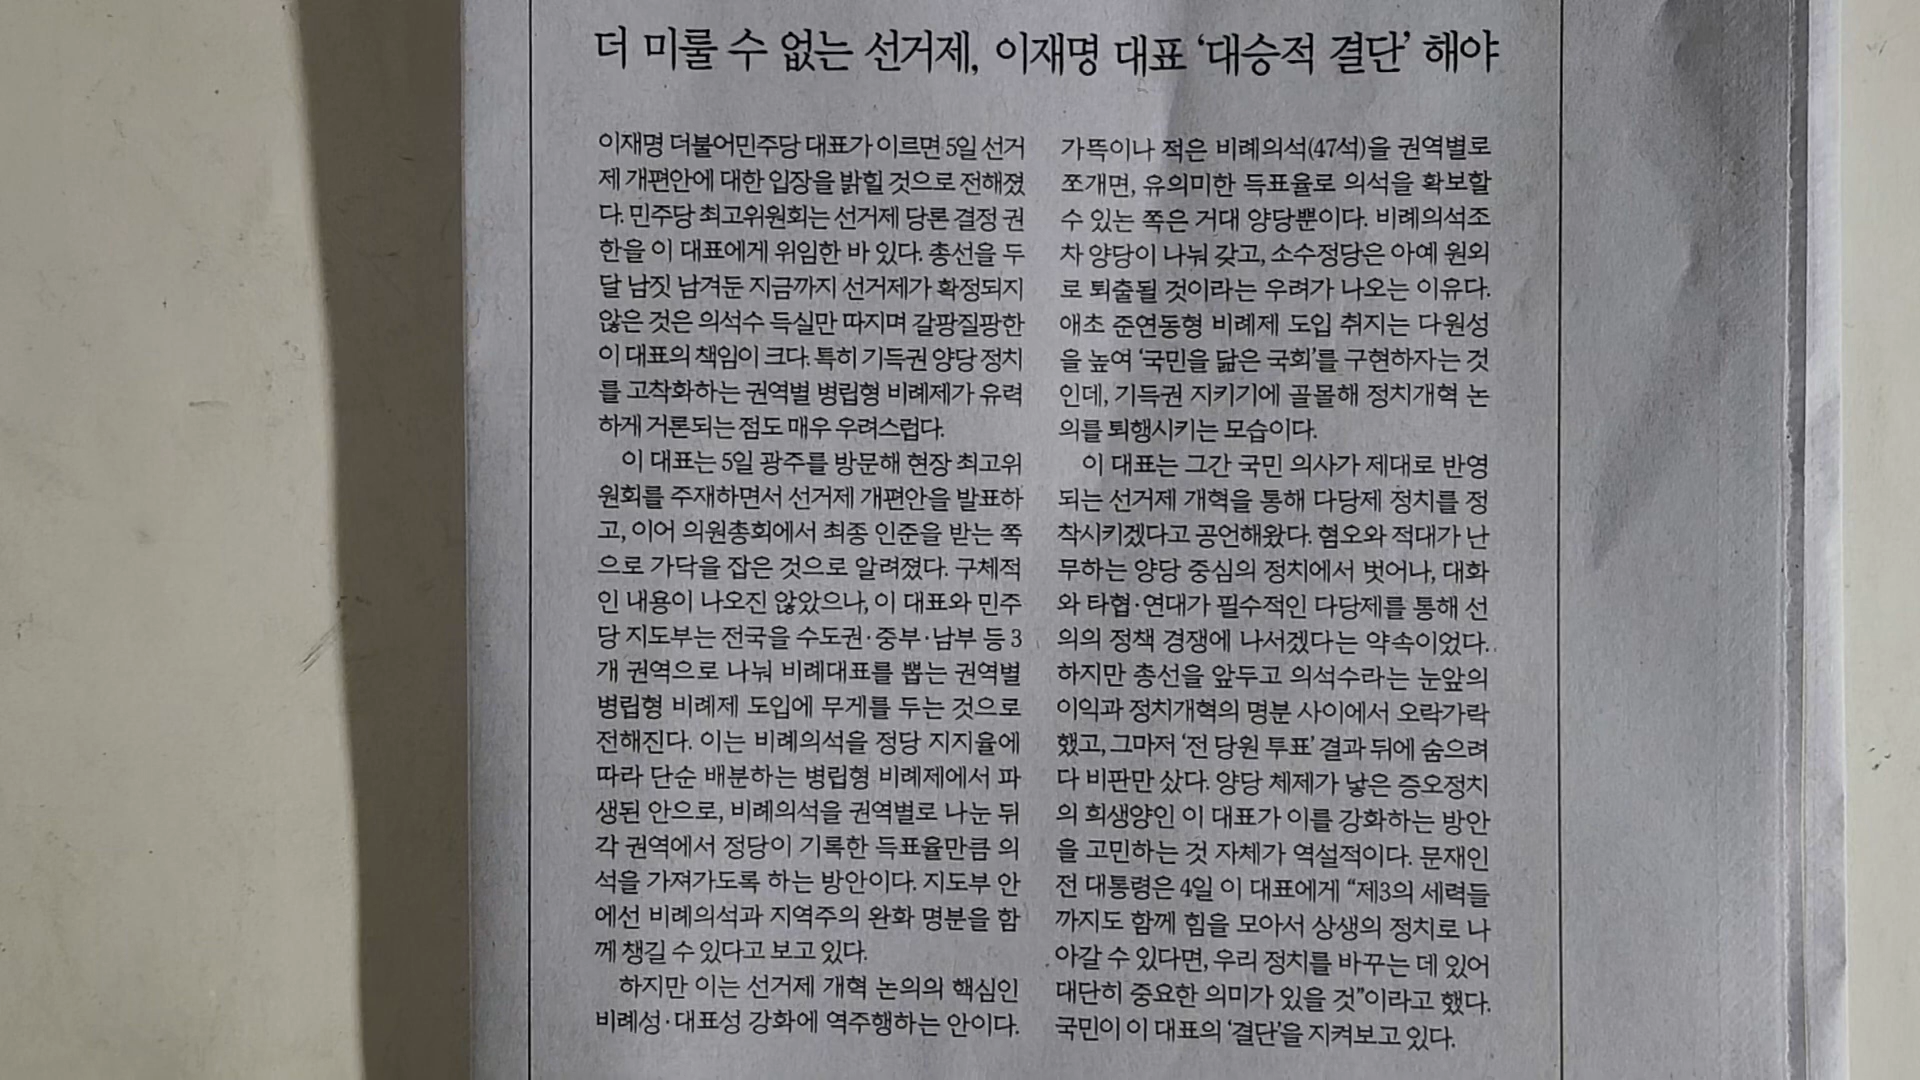 더 미룰 수 없는 선거제, 이재명 대표 ‘대승적 결단’ 해야
이재명 더불어민주당 대표가 이르면 5일 선거
제 개편안에 대한 입장을 밝힐 것으로 전해졌
다. 민주당 최고위원회는 선거제 당론 결정 권
한을 이 대표에게 위임한 바 있다. 총선을 두
달 남짓 남겨둔 지금까지 선거제가 확정되지
않은 것은 의석수 득실만 따지며 갈팡질팡한
이 대표의 책임이 크다. 특히 기득권 양당 정치
를 고착화하는 권역별 병립형 비례제가 유력
하게 거론되는 점도 매우 우려스럽다.
이 대표는 5일 광주를 방문해 현장 최고위
원회를 주재하면서 선거제 개편안을 발표하
고, 이어 의원총회에서 최종 인준을 받는 쪽
으로 가닥을 잡은 것으로 알려졌다. 구체적
인 내용이 나오진 않았으나, 이 대표와 민주
당 지도부는 전국을 수도권·중부·남부 등 3
개 권역으로 나눠 비례대표를 뽑는 권역별
병립형 비례제 도입에 무게를 두는 것으로
전해진다. 이는 비례의석을 정당 지지율에
따라 단순 배분하는 병립형 비례제에서 파
생된 안으로, 비례의석을 권역별로 나눈 뒤
각 권역에서 정당이 기록한 득표율만큼 의
석을 가져가도록 하는 방안이다. 지도부 안
에선 비례의석과 지역주의 완화 명분을 함
께 챙길 수 있다고 보고 있다.
하지만 이는 선거제 개혁 논의의 핵심인
비례성·대표성 강화에 역주행하는 안이다.
가뜩이나 적은 비례의석(47석)을 권역별로
쪼개면, 유의미한 득표율로 의석을 확보할
수 있는 쪽은 거대 양당뿐이다. 비례의석조
차 양당이 나눠 갖고, 소수정당은 아예 원외
로 퇴출될 것이라는 우려가 나오는 이유다.
애초 준연동형 비례제 도입 취지는 다원성
을 높여 ‘국민을 닮은 국회’를 구현하자는 것
인데, 기득권 지키기에 골몰해 정치개혁 논
의를 퇴행시키는 모습이다.
이 대표는 그간 국민 의사가 제대로 반영
되는 선거제 개혁을 통해 다당제 정치를 정
착시키겠다고 공언해왔다. 혐오와 적대가 난
무하는 양당 중심의 정치에서 벗어나, 대화
와 타협·연대가 필수적인 다당제를 통해 선
의의 정책 경쟁에 나서겠다는 약속이었다.
하지만 총선을 앞두고 의석수라는 눈앞의
이익과 정치개혁의 명분 사이에서 오락가락
했고, 그마저 ‘전 당원 투표’ 결과 뒤에 숨으려
다 비판만 샀다. 양당 체제가 낳은 증오정치
의 희생양인 이 대표가 이를 강화하는 방안
을 고민하는 것 자체가 역설적이다. 문재인
전 대통령은 4일 이 대표에게 “제3의 세력들
까지도 함께 힘을 모아서 상생의 정치로 나
아갈 수 있다면, 우리 정치를 바꾸는 데 있어
대단히 중요한 의미가 있을 것”이라고 했다.
국민이 이 대표의 ‘결단’을 지켜보고 있다.